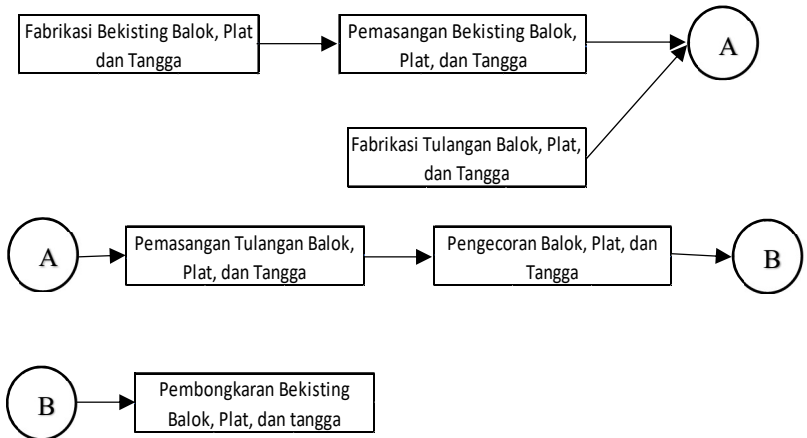 Fabrikasi Bekisting Balok, Plat
dan Tangga
Pemasangan Bekisting Balok,
Plat, dan Tangga
A
Fabrikasi Tulangan Balok, Plat,
dan Tangga
A
Pemasangan Tulangan Balok,
Plat, dan Tangga
Pengecoran Balok, Plat, dan
Tangga
B
B
Pembongkaran Bekisting
Balok, Plat, dan tangga